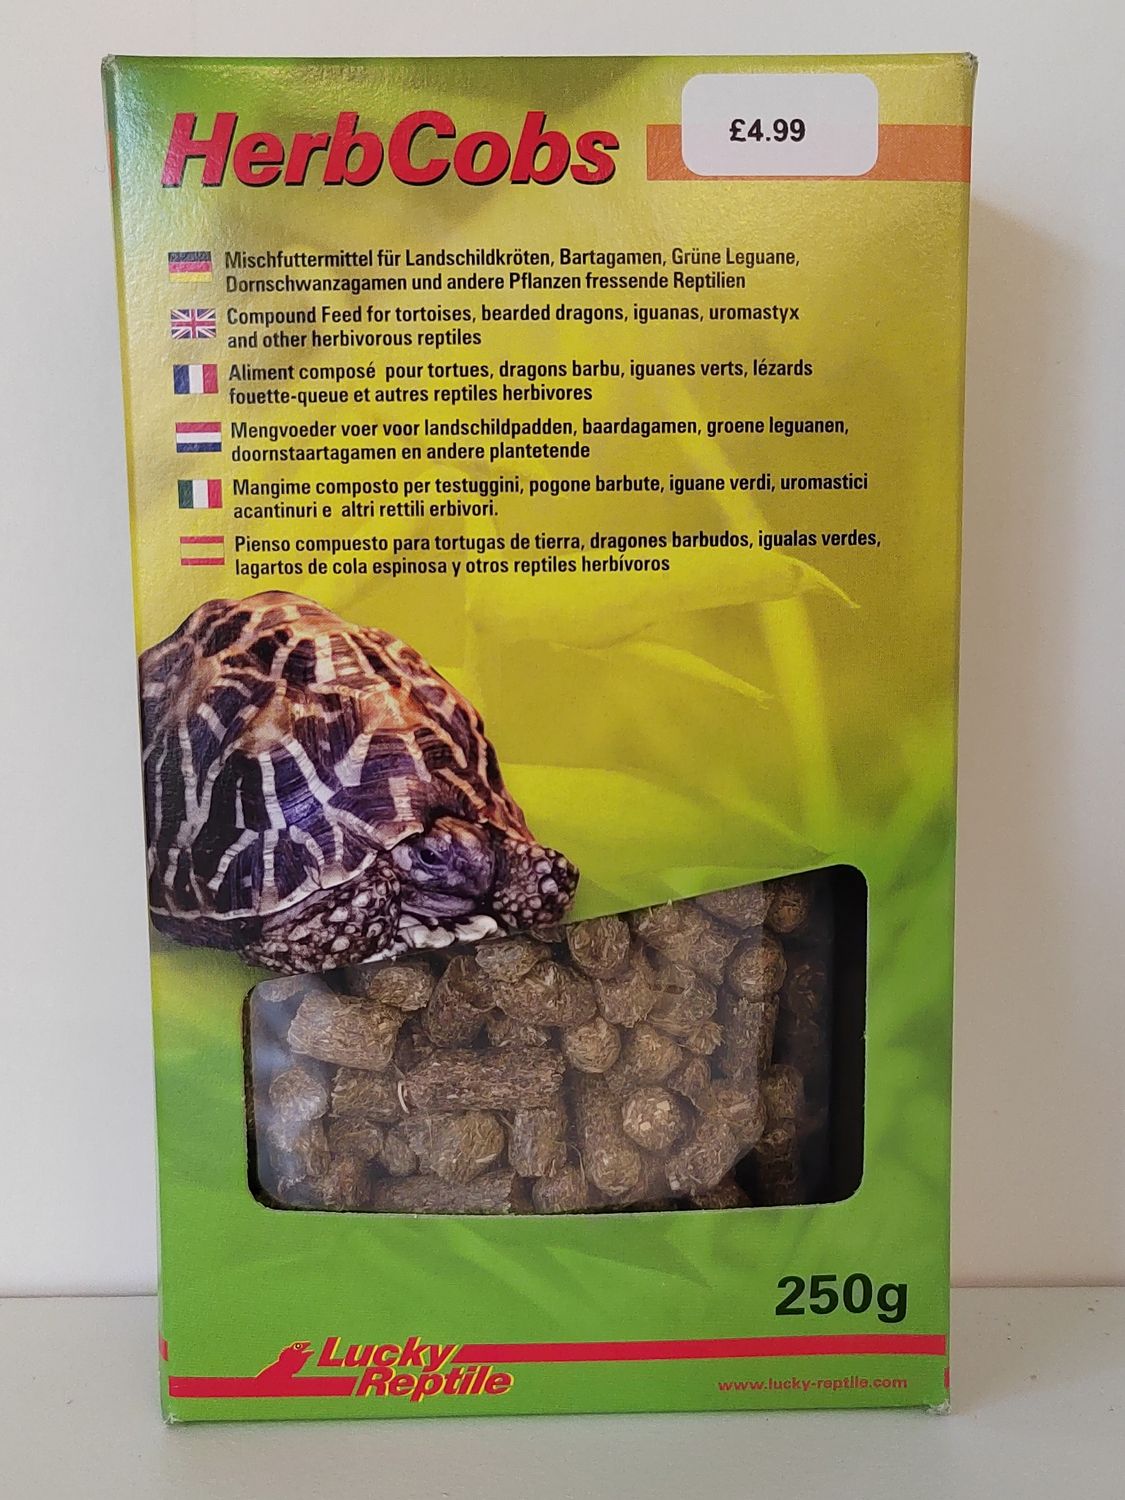 HerbCobs
£4.99
Mischfuttermittel für Landschildkröten, Bartagamen, Grüne Leguane,
Dornschwanzagamen und andere Pflanzen fressende Reptilien
Compound Feed for tortoises, bearded dragons, iguanas, uromastyx
and other herbivorous reptiles
Aliment composé pour tortues, dragons barbu, iguanes verts, lézards
fouette-queue et autres reptiles herbivores
Mengvoeder voer voor landschildpadden, baardagamen, groene leguanen,
doornstaartagamen en andere plantetende
Mangime composto per testuggini, pogone barbute, iguane verdi, uromastici
acantinuri e altri rettili erbivori.
Pienso compuesto para tortugas de tierra, dragones barbudos, igualas verdes,
lagartos de cola espinosa y otros reptiles herbívoros
250g
Lucky
Reptile
www.lucky-reptile.com